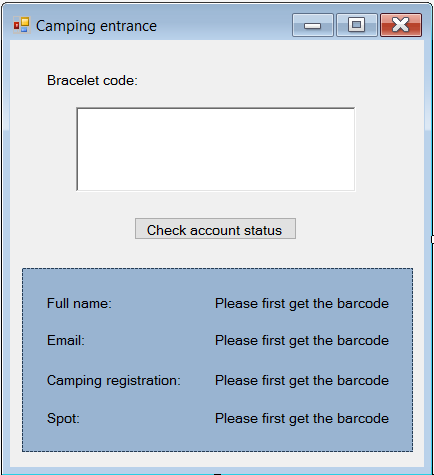 Camping entrance
Bracelet code:
Check account status
Full name: Please first get the barcode
Email: Please first get the barcode
Camping registration: Please first get the barcode
Spot: Please first get the barcode